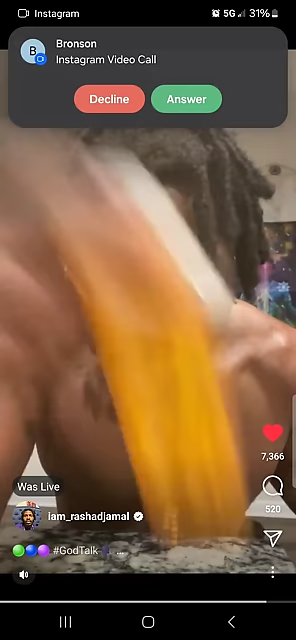 Instagram
5G 31%
B
Bronson
Instagram Video Call
Decline
Answer
7,366
Was Live
520
iam_rashadjamal
#GodTalk ...